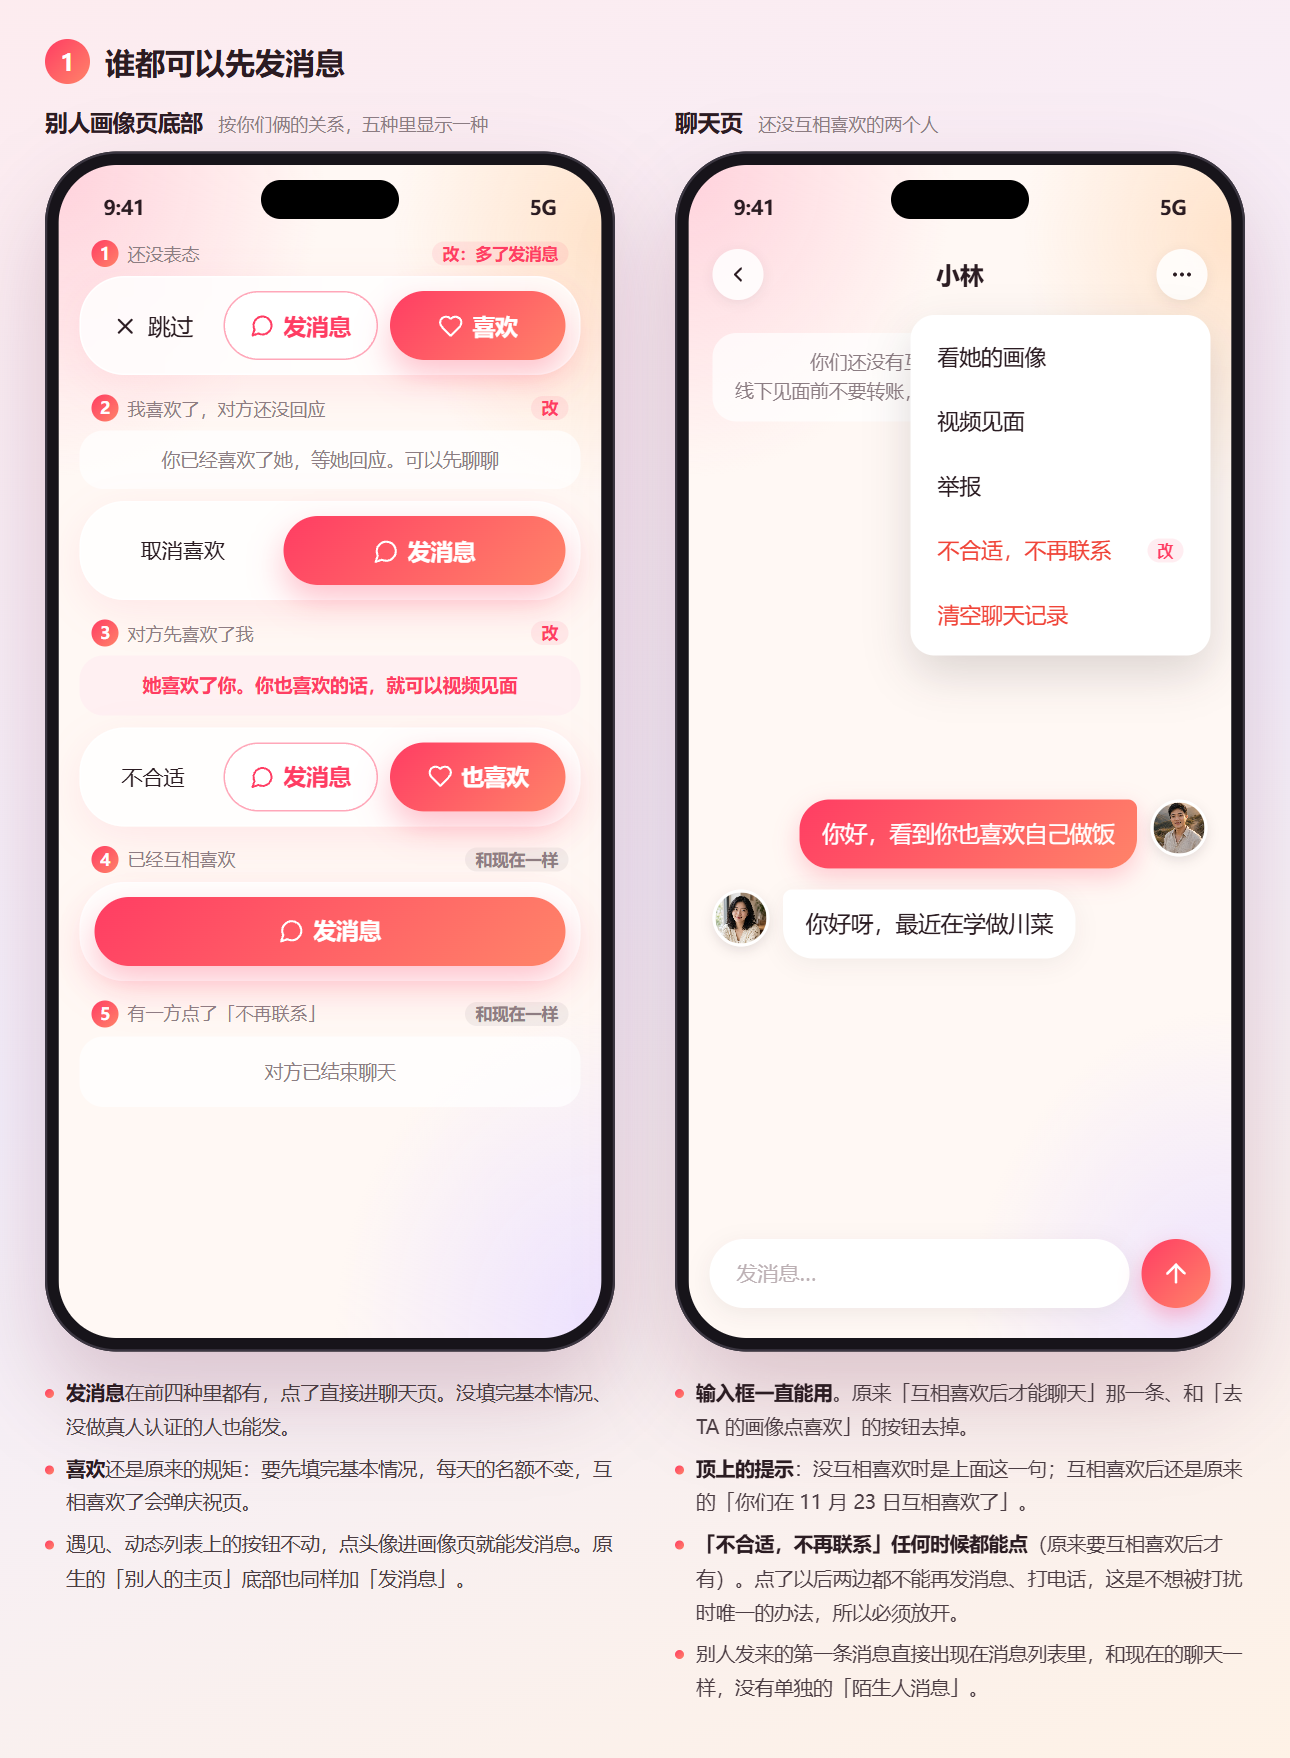 1 谁都可以先发消息
别人画像页底部 按你们俩的关系，五种里显示一种
9:41 5G
1 还没表态 改：多了发消息
跳过 发消息 喜欢
2 我喜欢了，对方还没回应 改
你已经喜欢了她，等她回应。可以先聊聊
取消喜欢 发消息
3 对方先喜欢了我 改
她喜欢了你。你也喜欢的话，就可以视频见面
不合适 发消息 也喜欢
4 已经互相喜欢 和现在一样
发消息
5 有一方点了「不再联系」 和现在一样
对方已结束聊天
发消息在前四种里都有，点了直接进聊天页。没填完基本情况、
没做真人认证的人也能发。
喜欢还是原来的规矩：要先填完基本情况，每天的名额不变，互
相喜欢了会弹庆祝页。
遇见、动态列表上的按钮不动，点头像进画像页就能发消息。原
生的「别人的主页」底部也同样加「发消息」。
聊天页 还没互相喜欢的两个人
9:41 5G
小林
你们还没有
线下见面前不要转账，
看她的画像
视频见面
举报
不合适，不再联系 改
清空聊天记录
你好，看到你也喜欢自己做饭
你好呀，最近在学做川菜
发消息...
输入框一直能用。原来「互相喜欢后才能聊天」那一条、和「去
TA 的画像点喜欢」的按钮去掉。
顶上的提示：没互相喜欢时是上面这一句；互相喜欢后还是原来
的「你们在 11 月 23 日互相喜欢了」。
「不合适，不再联系」任何时候都能点（原来要互相喜欢后才
有）。点了以后两边都不能再发消息、打电话，这是不想被打扰
时唯一的办法，所以必须放开。
别人发来的第一条消息直接出现在消息列表里，和现在的聊天一
样，没有单独的「陌生人消息」。